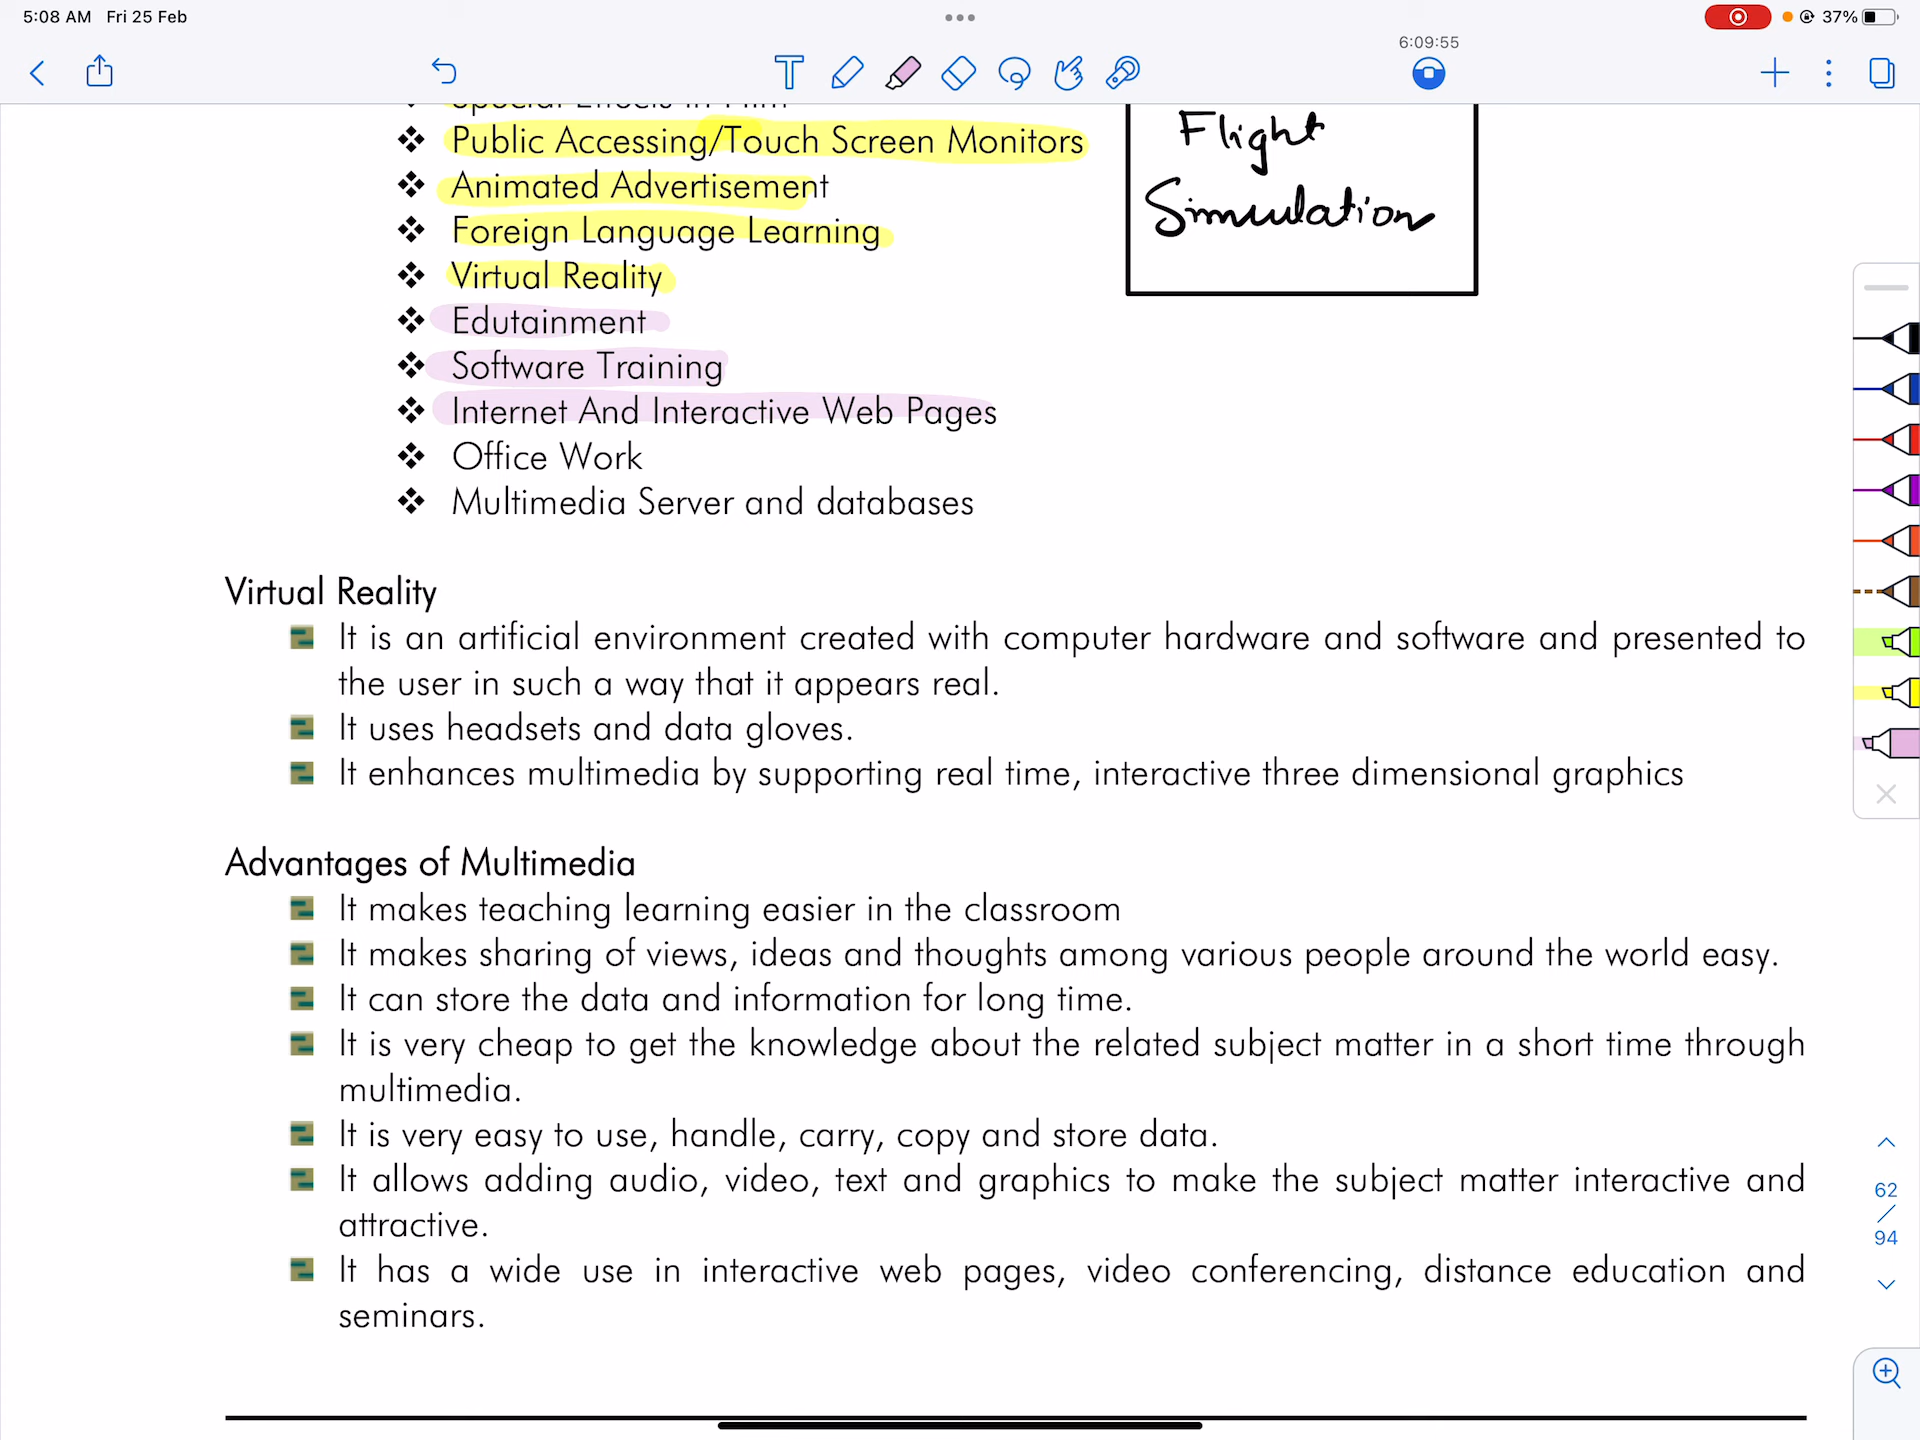 5:08 AM Fri 25 Feb
37%
6:09:55
Special Effects in Film
Public Accessing/Touch Screen Monitors
Flight
Animated Advertisement
Simulation
Foreign Language Learning
Virtual Reality
Edutainment
Software Training
Internet And Interactive Web Pages
Office Work
Multimedia Server and databases
Virtual Reality
It is an artificial environment created with computer hardware and software and presented to
the user in such a way that it appears real.
It uses headsets and data gloves.
It enhances multimedia by supporting real time, interactive three dimensional graphics
Advantages of Multimedia
It makes teaching learning easier in the classroom
It makes sharing of views, ideas and thoughts among various people around the world easy.
It can store the data and information for long time.
It is very cheap to get the knowledge about the related subject matter in a short time through
multimedia.
It is very easy to use, handle, carry, copy and store data.
It allows adding audio, video, text and graphics to make the subject matter interactive and
attractive.
It has a wide use in interactive web pages, video conferencing, distance education and
seminars.
62
/
94